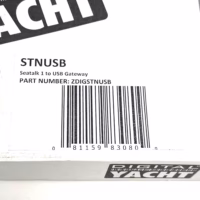 YACHT
STNUSB
Seatalk 1 to USB Gateway
PART NUMBER: ZDIGSTNUSB
0 81159 83080
DIGITAL
YACHT